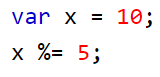 var x = 10;
x %= 5;